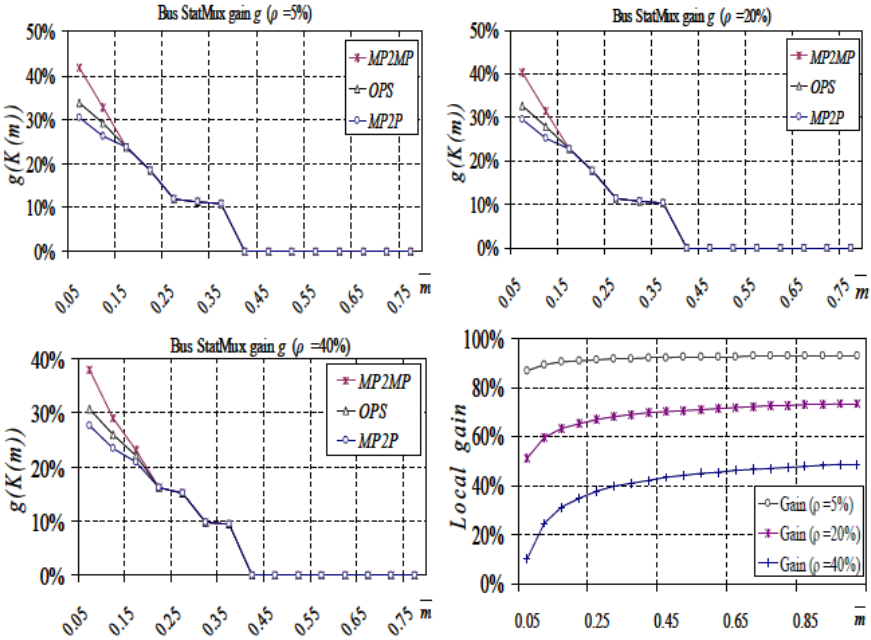 Bus StatMux gain g (ρ =5%)
50%
40%
30%
20%
10%
0%
g(K(m))
MP2MP
OPS
MP2P
0.05
0.15
0.25
0.35
0.45
0.55
0.65
0.75
m
Bus StatMux gain g (ρ =20%)
50%
40%
30%
20%
10%
0%
g(K(m))
MP2MP
OPS
MP2P
0.05
0.15
0.25
0.35
0.45
0.55
0.65
0.75
m
Bus StatMux gain g (ρ =40%)
40%
30%
20%
10%
0%
g(K(m))
MP2MP
OPS
MP2P
0.05
0.15
0.25
0.35
0.45
0.55
0.65
0.75
m
100%
80%
60%
40%
20%
0%
Local gain
Gain (ρ=5%)
Gain (ρ=20%)
Gain (ρ=40%)
0.05
0.25
0.45
0.65
0.85
m